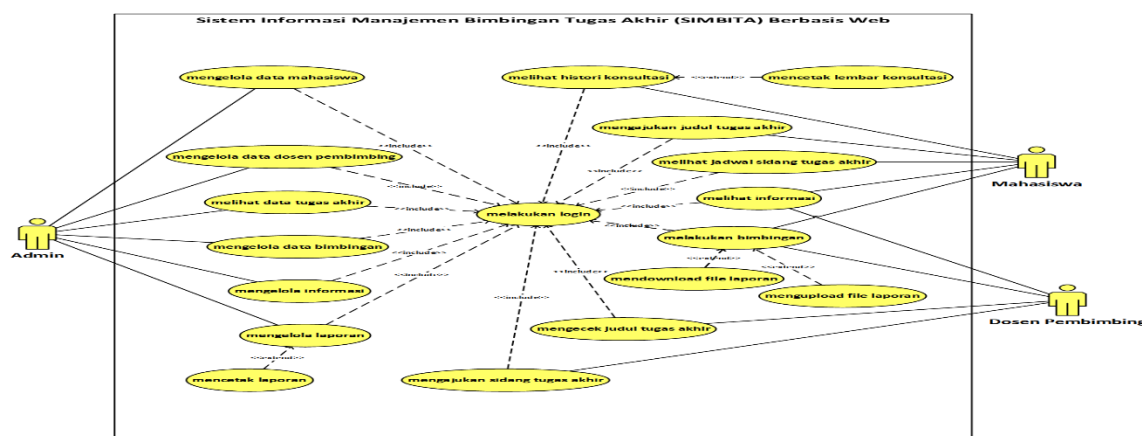 Sistem Informasi Manajemen Bimbingan Tugas Akhir (SIMBITA) Berbasis Web
mengelola data mahasiswa
melihat histori konsultasi
<<extend>>
mencetak lembar konsultasi
mengajukan judul tugas akhir
<<include>>
<<include>>
mengelola data dosen pembimbing
melihat jadwal sidang tugas akhir
<<include>>
<<include>>
Mahasiswa
<<include>>
melihat data tugas akhir
melihat informasi
<<include>>
melakukan login
<<include>>
<<include>>
mengelola data bimbingan
melakukan bimbingan
Admin
<<include>>
<<include>>
<<extend>>
<<extend>>
<<include>>
<<include>>
mendownload file laporan
mengelola informasi
<<include>>
mengupload file laporan
Dosen Pembimbing
mengelola laporan
mengecek judul tugas akhir
<<extend>>
mencetak laporan
mengajukan sidang tugas akhir